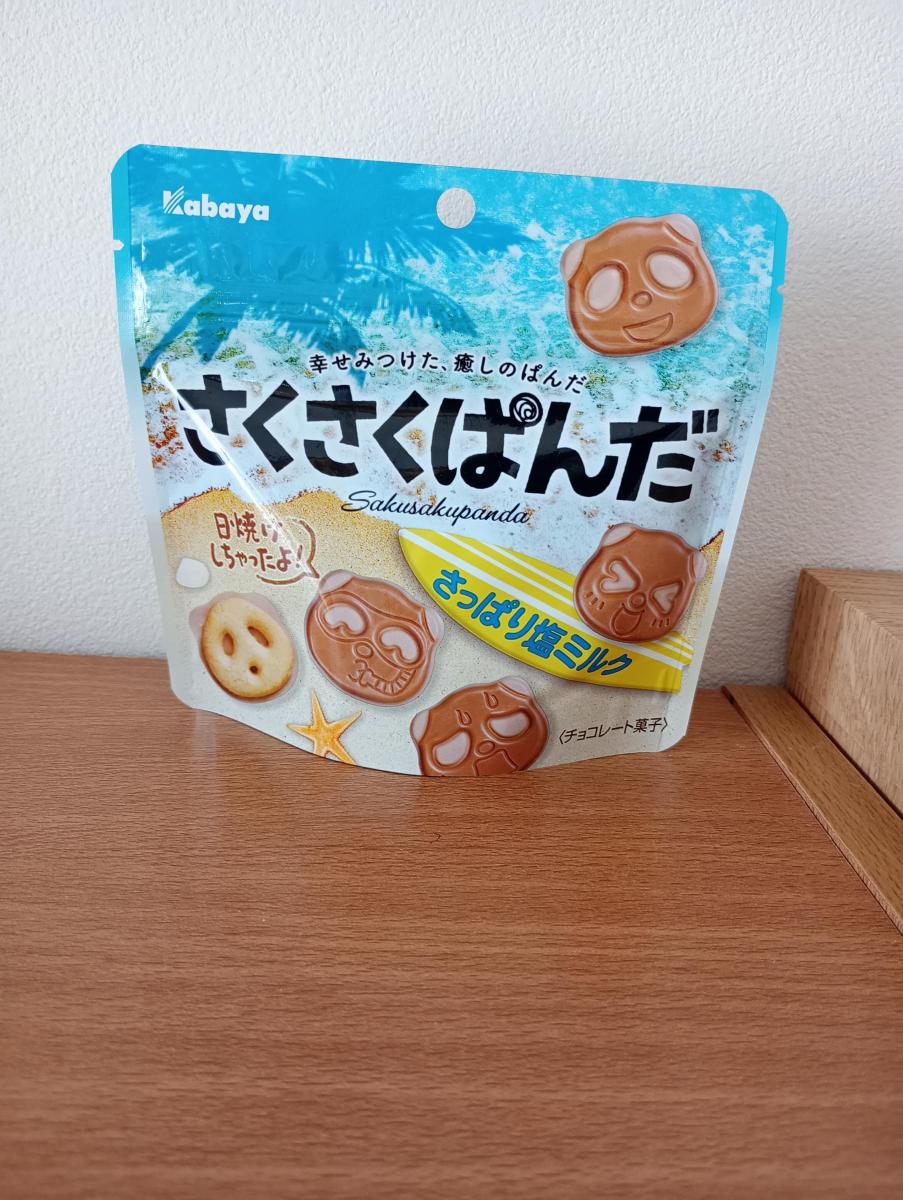 Kabaya
幸せみつけた、癒しのぱんだ
さくさくぱんだ
Sakusakupanda
日焼け
しちゃったよ!
さっぱり塩ミルク
〈チョコレート菓子〉